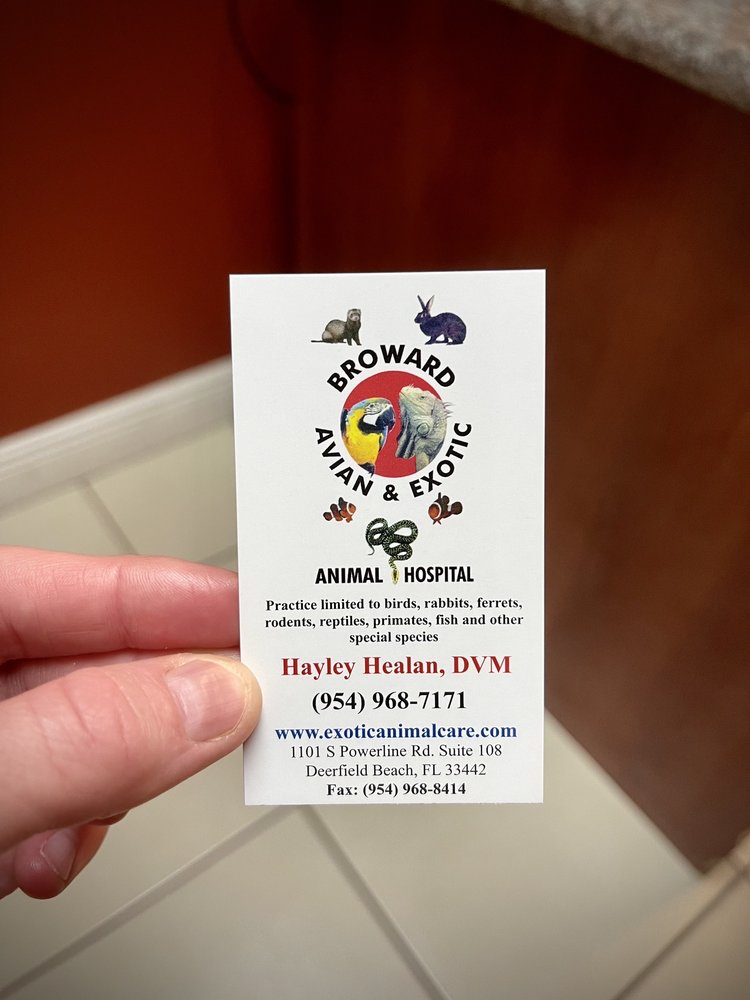 BROWARD
AVIAN & EXOTIC
ANIMAL HOSPITAL
Practice limited to birds, rabbits, ferrets,
rodents, reptiles, primates, fish and other
special species
Hayley Healan, DVM
(954) 968-7171
www.exoticanimalcare.com
1101 S Powerline Rd. Suite 108
Deerfield Beach, FL 33442
Fax: (954) 968-8414